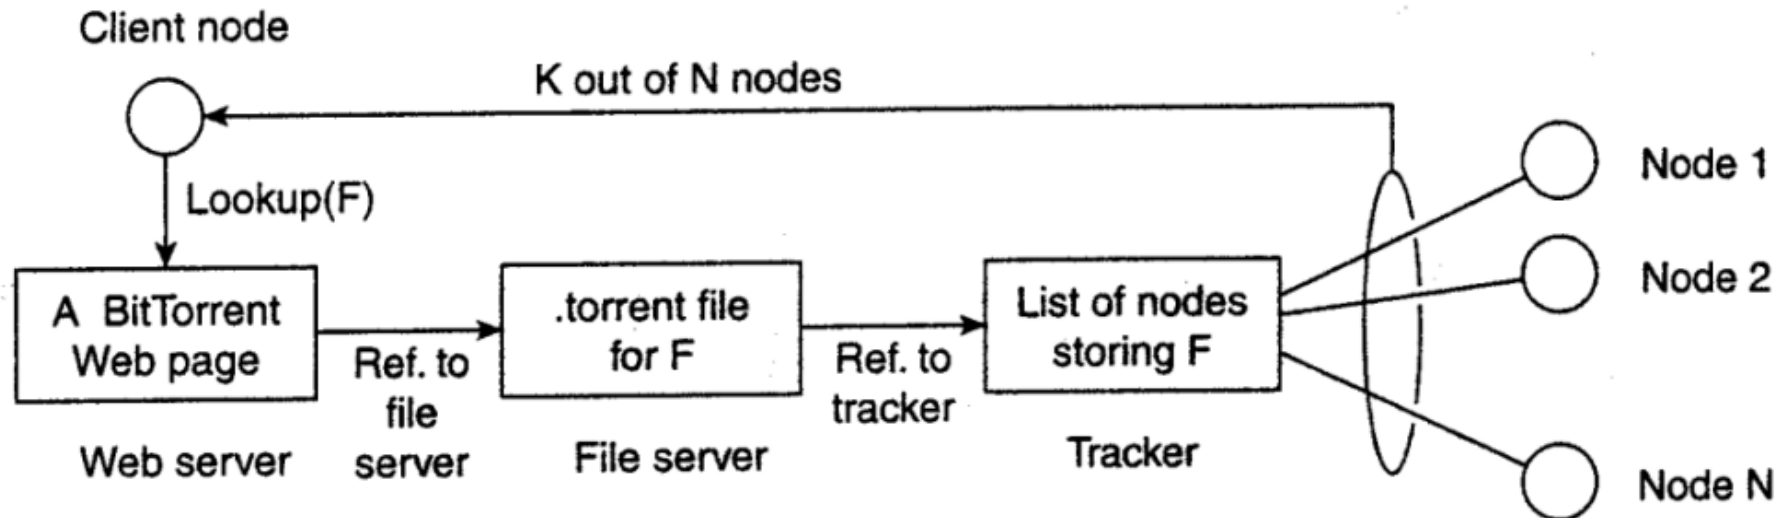 Client node
K out of N nodes
Lookup(F)
Node 1
Node 2
A BitTorrent
Web page
Ref. to
file
server
.torrent file
for F
Ref. to
tracker
List of nodes
storing F
Web server
File server
Tracker
Node N